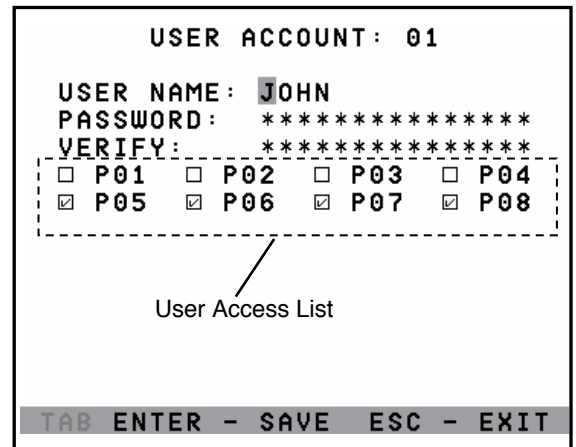 USER ACCOUNT: 01
USER NAME: JOHN
PASSWORD: ***************
VERIFY: ***************
☐ P01 ☐ P02 ☐ P03 ☐ P04
☑ P05 ☑ P06 ☑ P07 ☑ P08
User Access List
TAB ENTER - SAVE ESC - EXIT